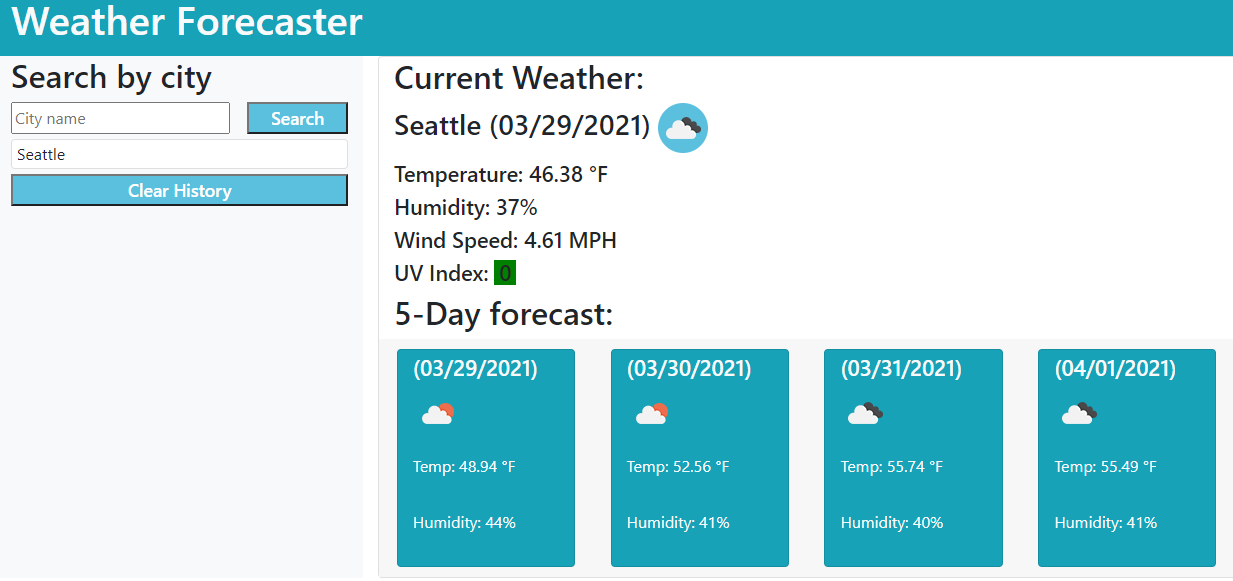 Weather Forecaster
Search by city
City name
Search
Seattle
Clear History
Current Weather:
Seattle (03/29/2021)
Temperature: 46.38 °F
Humidity: 37%
Wind Speed: 4.61 MPH
UV Index: 0
5-Day forecast:
(03/29/2021)
Temp: 48.94 °F
Humidity: 44%
(03/30/2021)
Temp: 52.56 °F
Humidity: 41%
(03/31/2021)
Temp: 55.74 °F
Humidity: 40%
(04/01/2021)
Temp: 55.49 °F
Humidity: 41%